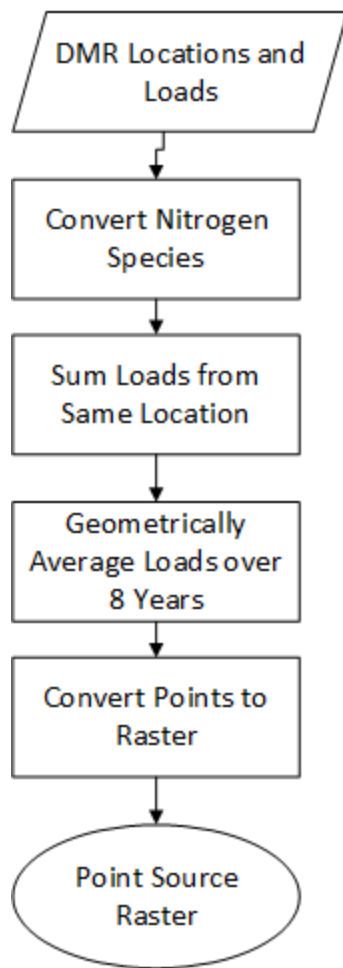 DMR Locations and
Loads
Convert Nitrogen
Species
Sum Loads from
Same Location
Geometrically
Average Loads over
8 Years
Convert Points to
Raster
Point Source
Raster